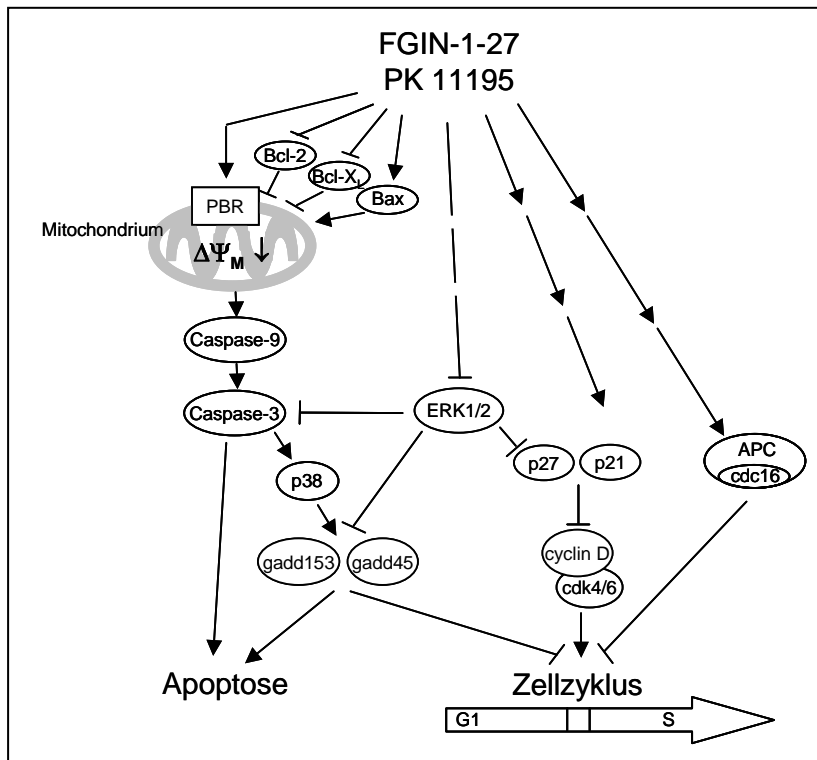 FGIN-1-27
PK 11195
Bcl-2
Bcl-XL
Bax
PBR
Mitochondrium
ΔΨM ↓
Caspase-9
Caspase-3
ERK1/2
p27
p21
APC
cdc16
p38
gadd153
gadd45
cyclin D
cdk4/6
Apoptose
Zellzyklus
G1
S